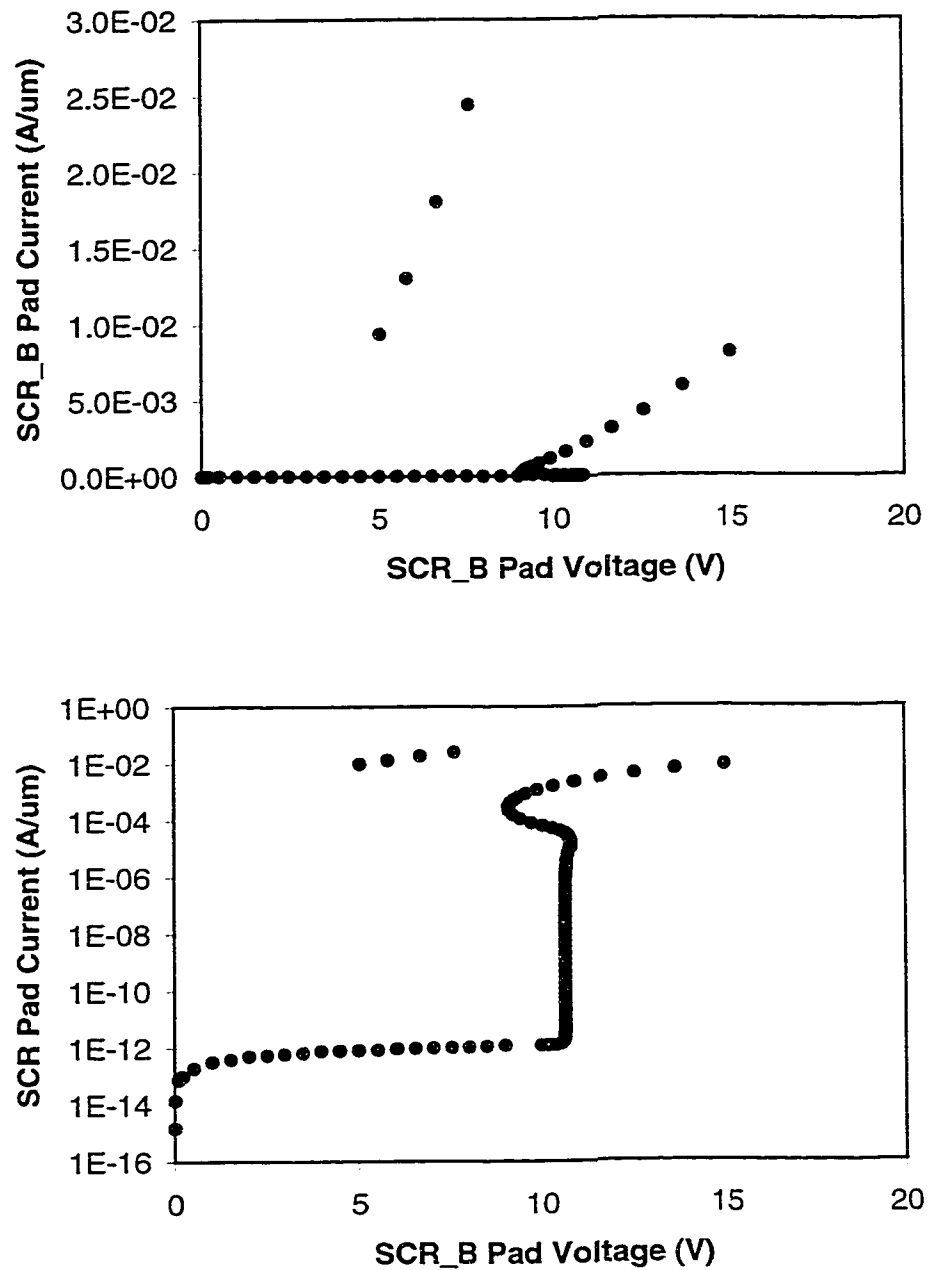 3.0E-02
2.5E-02
2.0E-02
1.5E-02
1.0E-02
5.0E-03
0.0E+00
SCR_B Pad Current (A/um)
0 5 10 15 20
SCR_B Pad Voltage (V)
1E+00
1E-02
1E-04
1E-06
1E-08
1E-10
1E-12
1E-14
1E-16
SCR Pad Current (A/um)
0 5 10 15 20
SCR_B Pad Voltage (V)